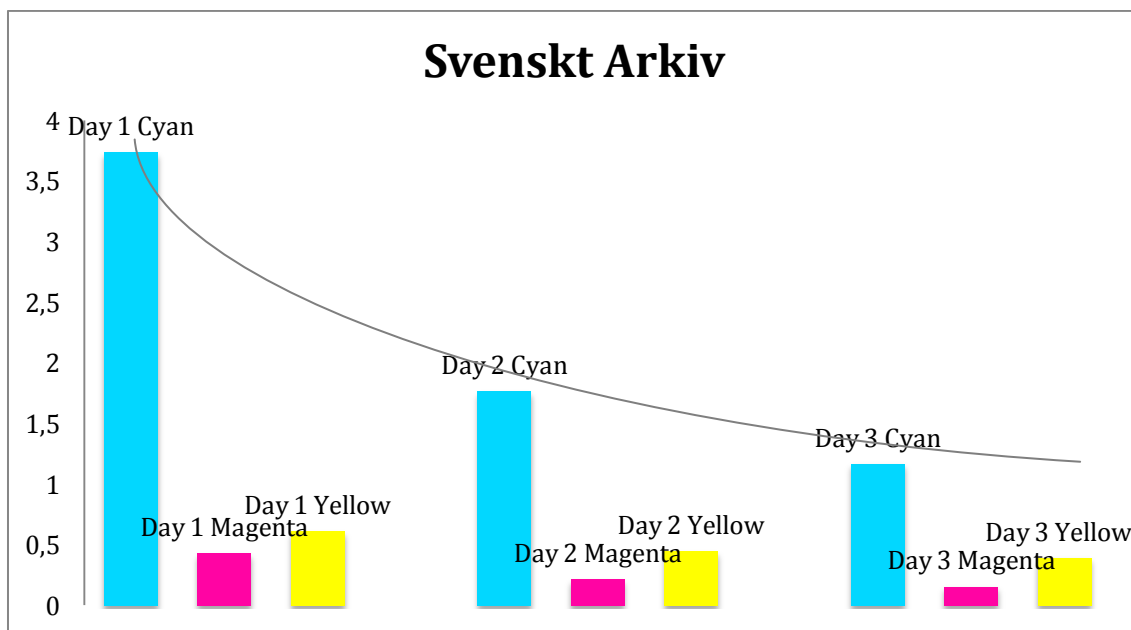 Svenskt Arkiv
4
3,5
3
2,5
2
1,5
1
0,5
0
Day 1 Cyan
Day 1 Magenta
Day 1 Yellow
Day 2 Cyan
Day 2 Magenta
Day 2 Yellow
Day 3 Cyan
Day 3 Magenta
Day 3 Yellow